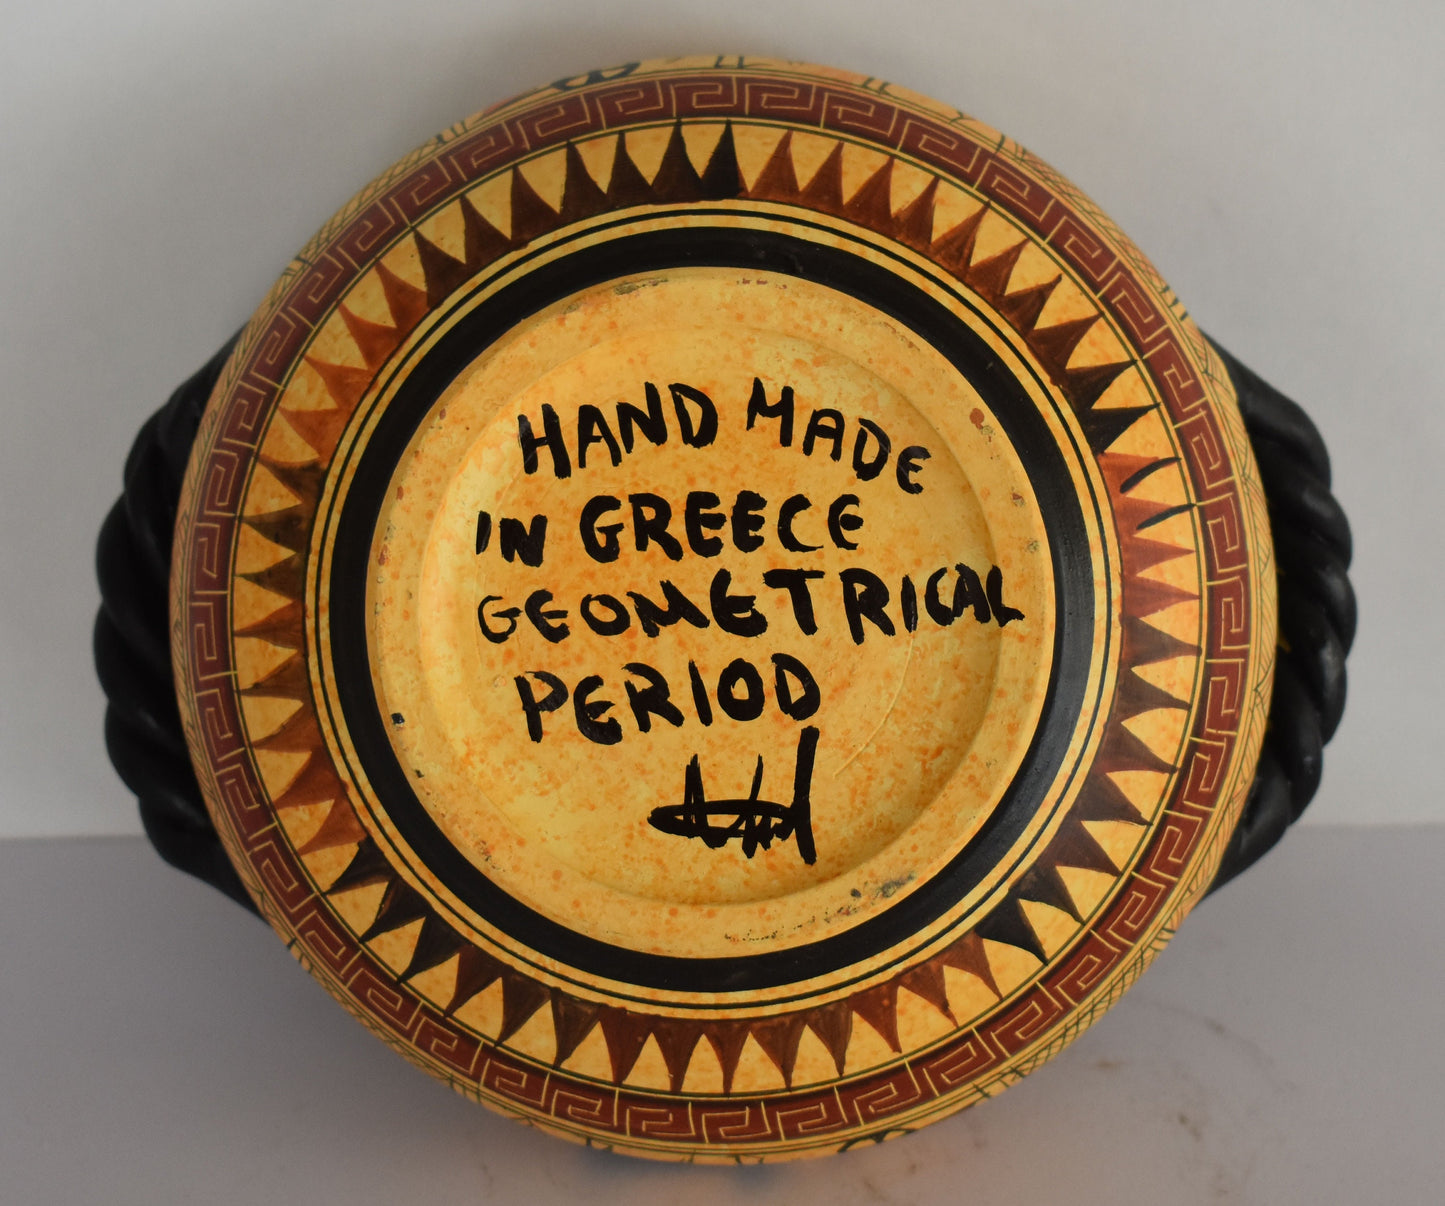 HAND MADE
IN GREECE
GEOMETRICAL
PERIOD